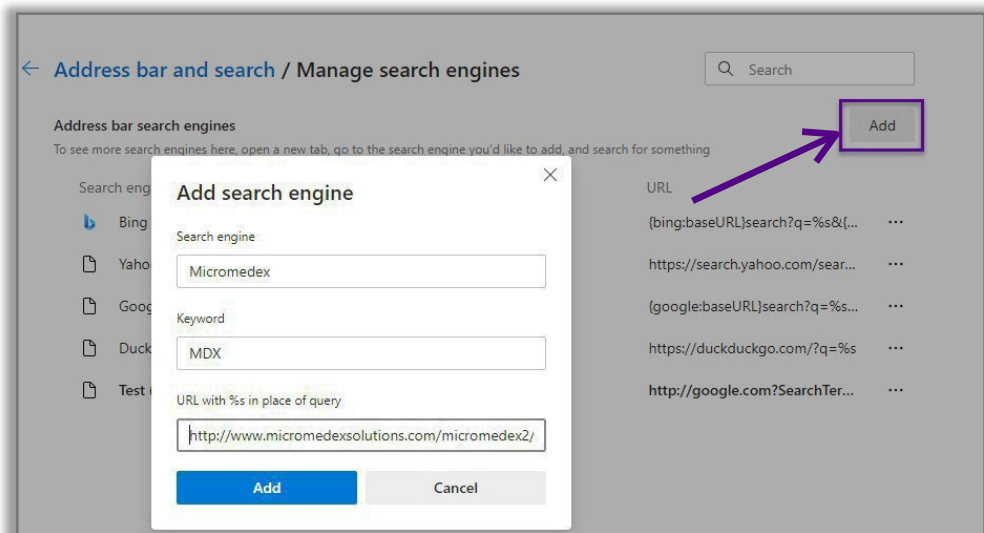 Address bar and search / Manage search engines
Search
Address bar search engines
Add
To see more search engines here, open a new tab, go to the search engine you'd like to add, and search for something
Search eng
URL
Bing
{bing:baseURL}search?q=%s&{...
Yaho
https://search.yahoo.com/sear...
Goog
{google:baseURL}search?q=%s...
Duck
https://duckduckgo.com/?q=%s
Test (
http://google.com?SearchTer...
Add search engine
Search engine
Micromedex
Keyword
MDX
URL with %s in place of query
http://www.micromedexsolutions.com/micromedex2/
Add
Cancel